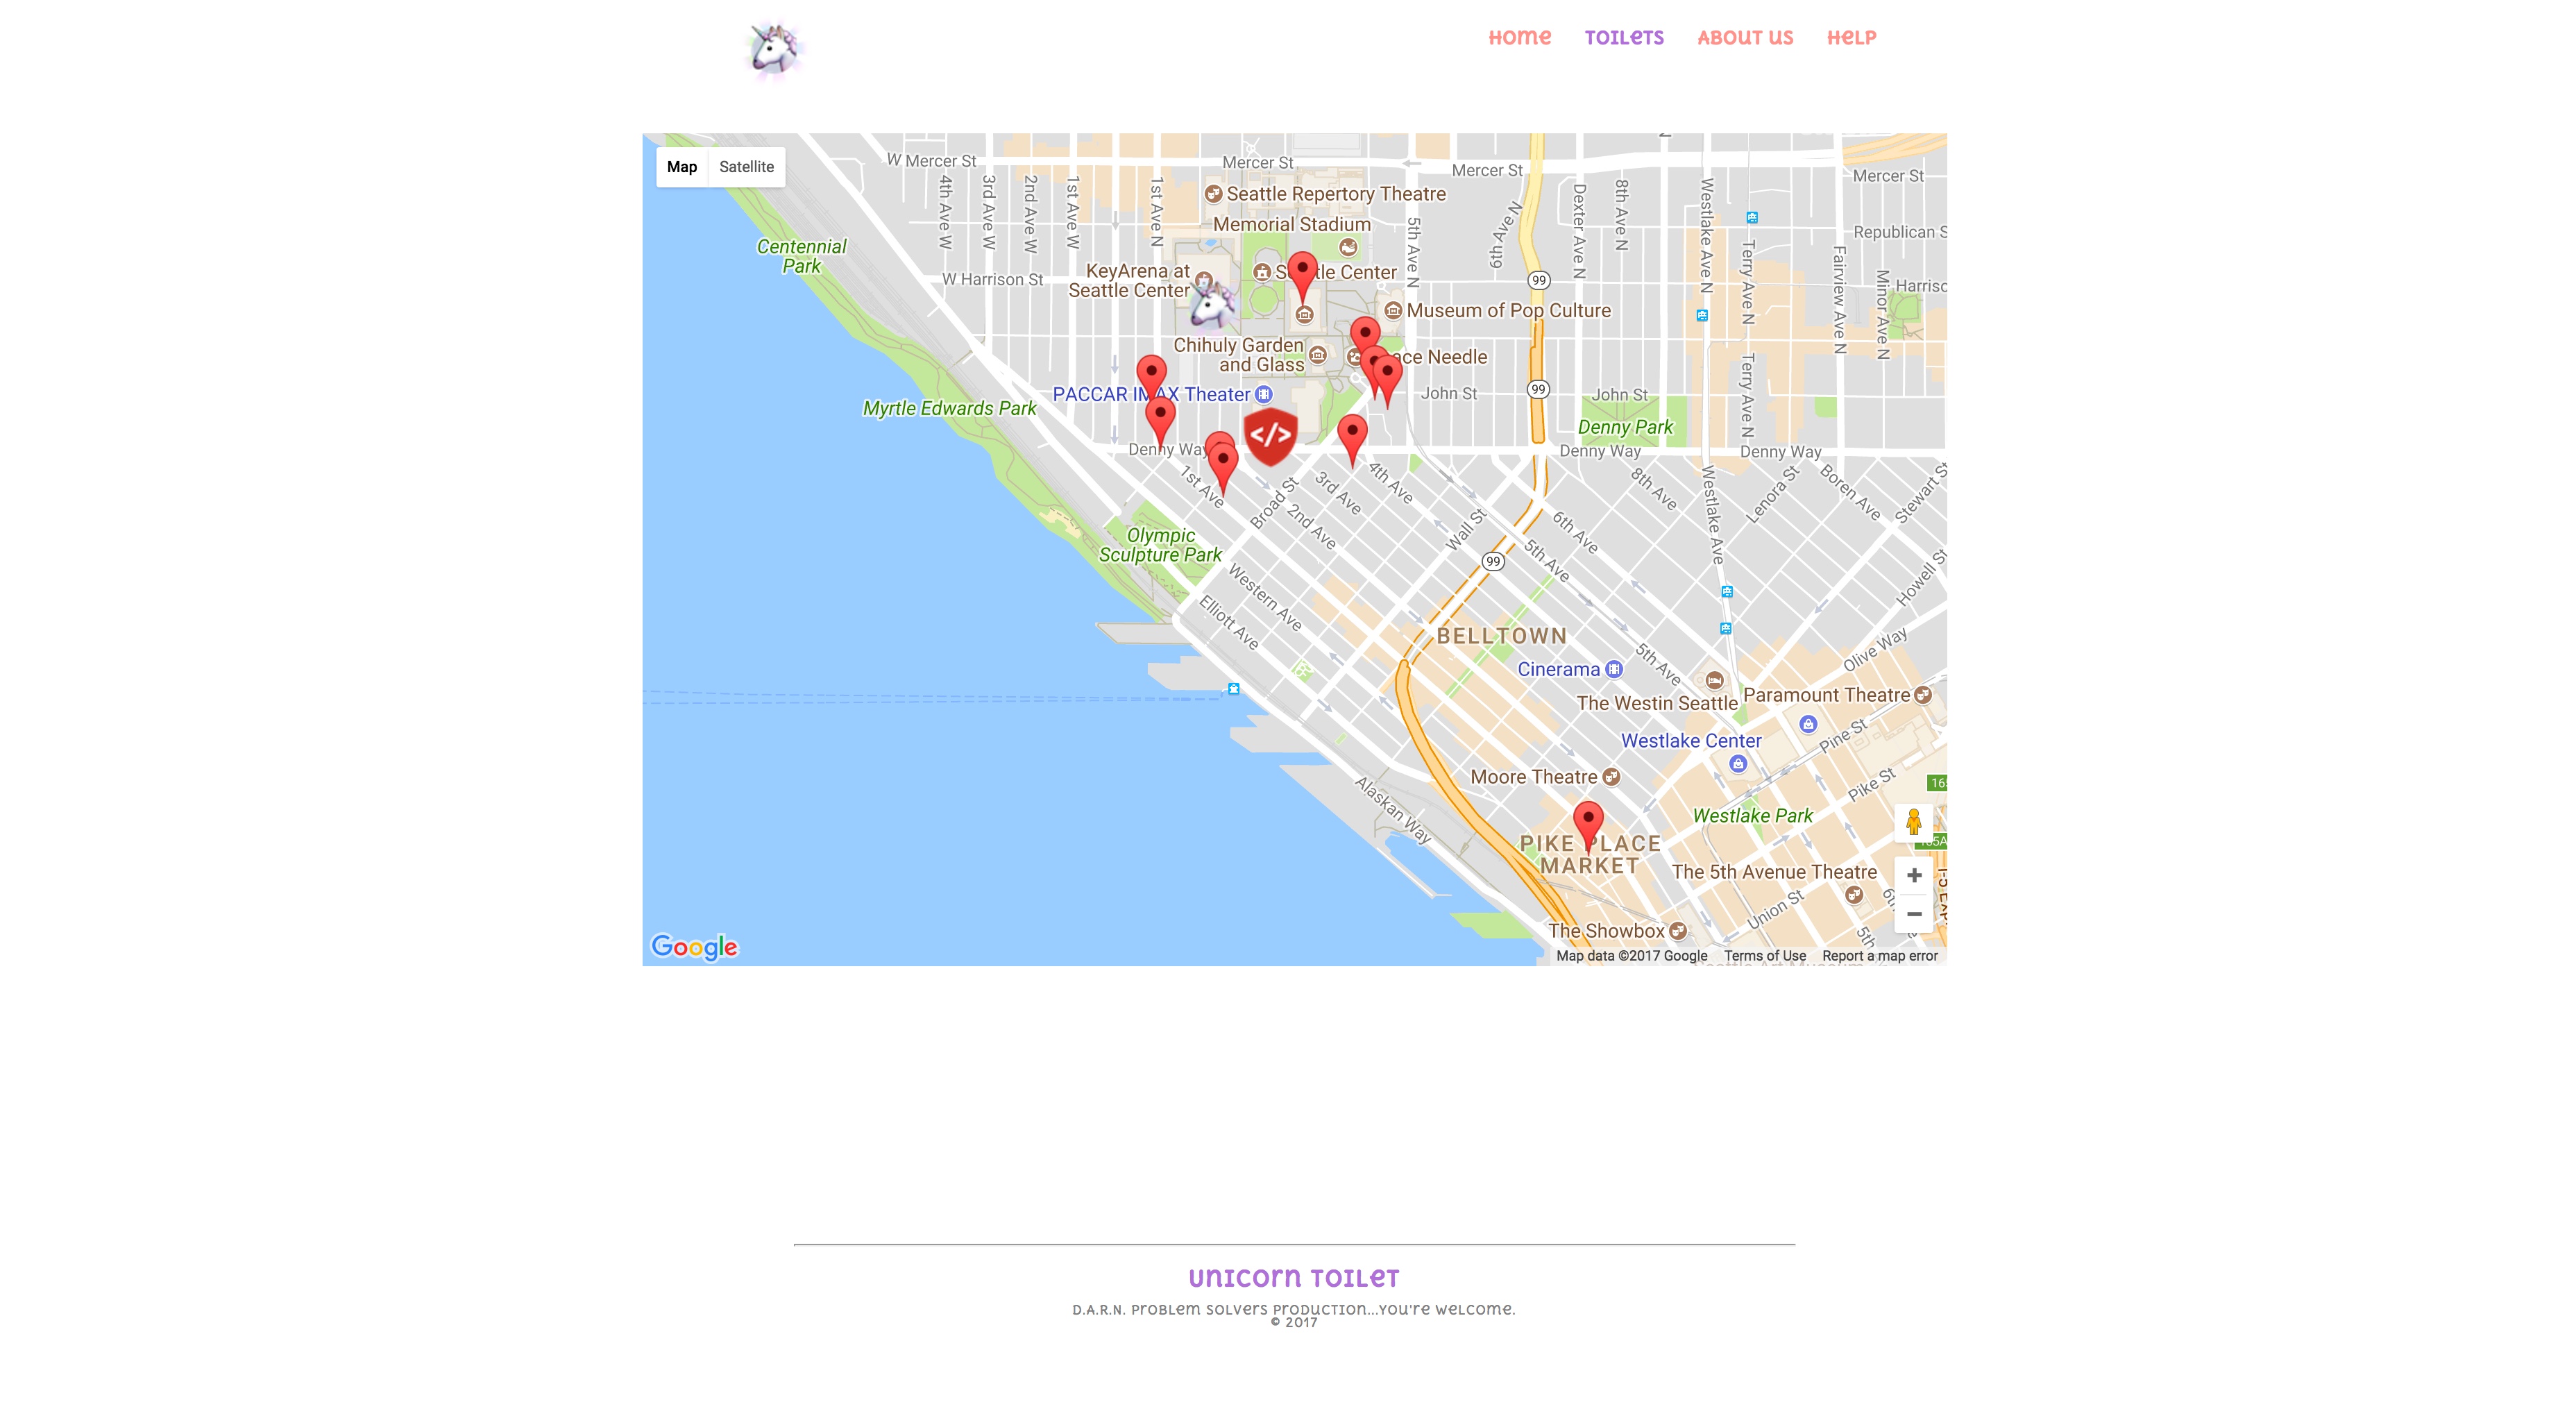 Home
Toilets
About Us
Help
Map
Satellite
W Mercer St
Mercer St
Mercer St
Mercer St
4th Ave W
3rd Ave W
2nd Ave W
1st Ave W
1st Ave N
Seattle Repertory Theatre
Memorial Stadium
5th Ave N
6th Ave N
Dexter Ave N
8th Ave N
Westlake Ave N
Terry Ave N
Republican S
Fairview Ave N
Minor Ave N
Harriso
Centennial
Park
W Harrison St
KeyArena at
Seattle Center
tle Center
99
Museum of Pop Culture
Chihuly Garden
and Glass
ace Needle
Terry Ave N
PACCAR IMAX Theater
John St
99
John St
Myrtle Edwards Park
Denny Park
</>
Denny Way
Denny Way
Denny Way
1st Ave
Broad St
2nd Ave
3rd Ave
4th Ave
Wall St
6th Ave
5th Ave
8th Ave
Westlake Ave
Lenora St
Boren Ave
Stewart S
Howell St
Olympic
Sculpture Park
99
Western Ave
Elliott Ave
BELLTOWN
Cinerama
5th Ave
Olive Way
The Westin Seattle
Paramount Theatre
Westlake Center
Pine St
Moore Theatre
Pike St
165
Alaskan Way
Westlake Park
PIKE PLACE
MARKET
165A
The 5th Avenue Theatre
Union St
The Showbox
5th
I-5 EXP
Google
Map data ©2017 Google
Terms of Use
Report a map error
Unicorn Toilet
D.A.R.N. Problem Solvers Production...You're Welcome.
© 2017